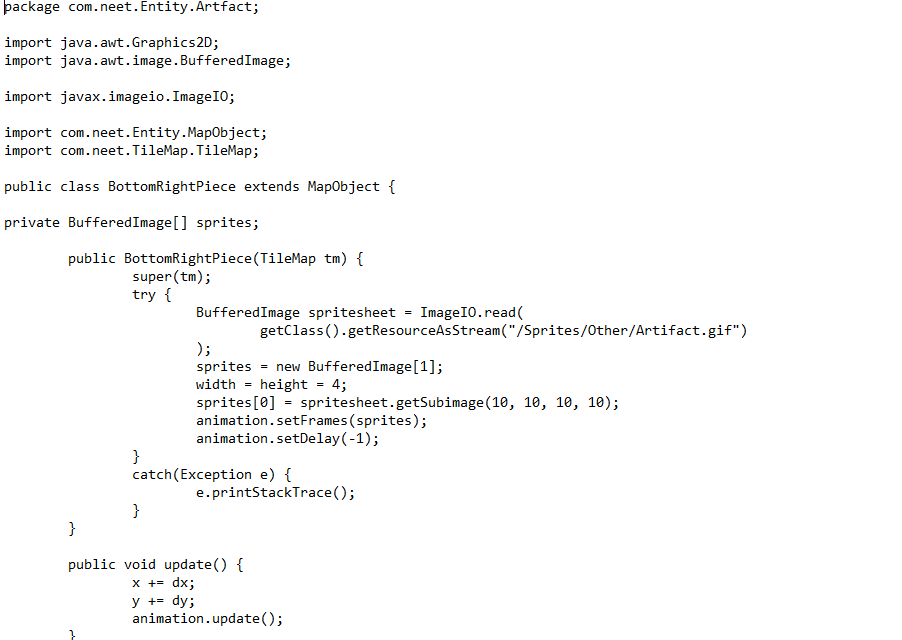 package com.neet.Entity.Artfact;
import java.awt.Graphics2D;
import java.awt.image.BufferedImage;
import javax.imageio.ImageIO;
import com.neet.Entity.MapObject;
import com.neet.TileMap.TileMap;
public class BottomRightPiece extends MapObject {
private BufferedImage[] sprites;
public BottomRightPiece(TileMap tm) {
super(tm);
try {
BufferedImage spritesheet = ImageIO.read(
getClass().getResourceAsStream("/Sprites/Other/Artifact.gif")
);
sprites = new BufferedImage[1];
width = height = 4;
sprites[0] = spritesheet.getSubimage(10, 10, 10, 10);
animation.setFrames(sprites);
animation.setDelay(-1);
}
catch(Exception e) {
e.printStackTrace();
}
}
public void update() {
x += dx;
y += dy;
animation.update();
}